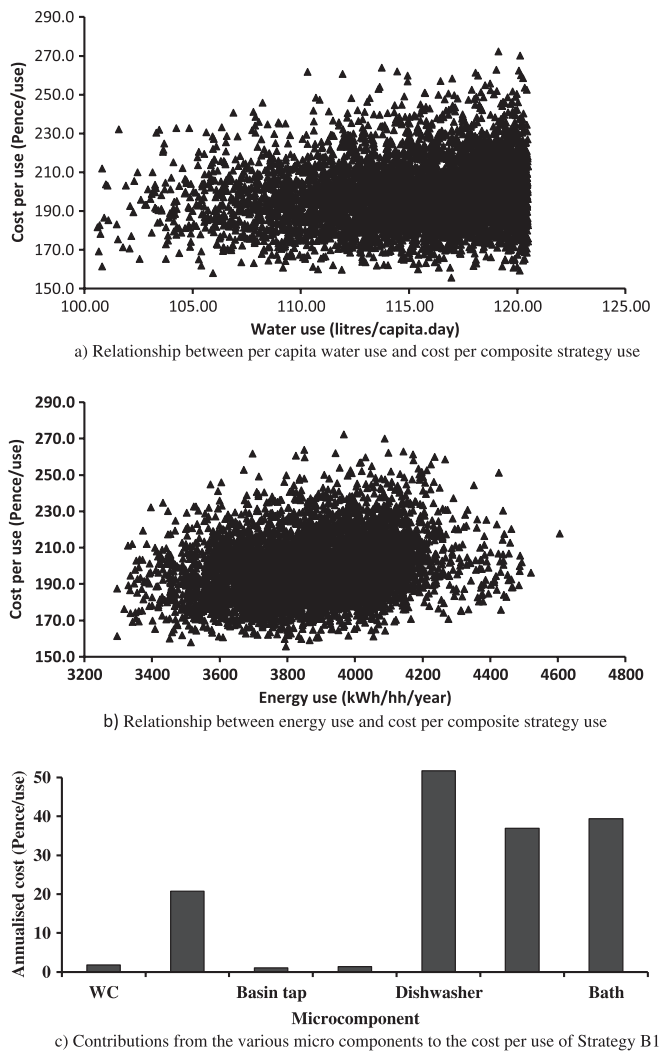 290.0
270.0
250.0
230.0
210.0
190.0
170.0
150.0
Cost per use (Pence/use)
100.00 105.00 110.00 115.00 120.00 125.00
Water use (litres/capita.day)
a) Relationship between per capita water use and cost per composite strategy use
290.0
270.0
250.0
230.0
210.0
190.0
170.0
150.0
Cost per use (Pence/use)
3200 3400 3600 3800 4000 4200 4400 4600 4800
Energy use (kWh/hh/year)
b) Relationship between energy use and cost per composite strategy use
50
40
30
20
10
0
Annualised cost (Pence/use)
WC Basin tap Dishwasher Bath
Microcomponent
c) Contributions from the various micro components to the cost per use of Strategy B1